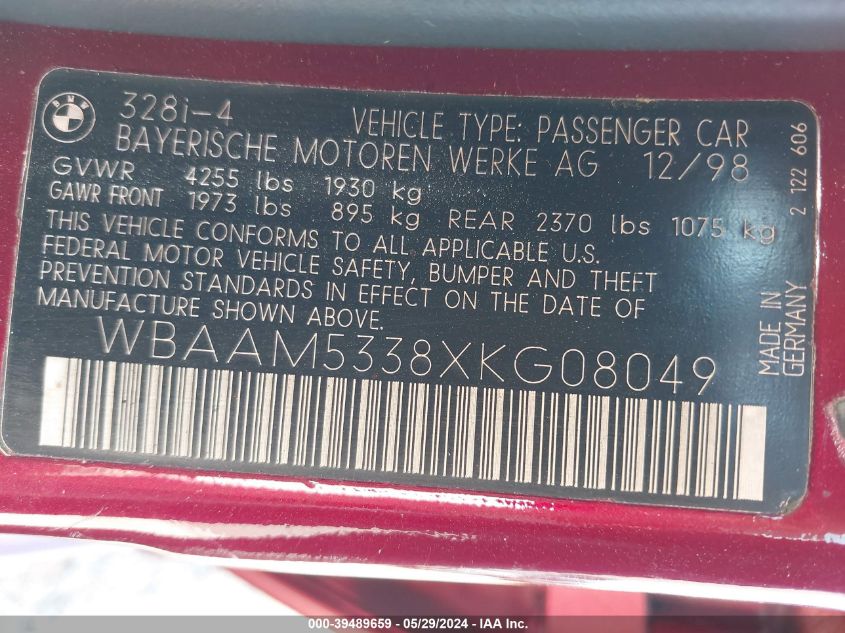 BMW
328i-4 VEHICLE TYPE: PASSENGER CAR
BAYERISCHE MOTOREN WERKE AG 12/98
GVWR 4255 lbs 1930 kg
GAWR FRONT 1973 lbs 895 kg REAR 2370 lbs 1075 kg
THIS VEHICLE CONFORMS TO ALL APPLICABLE U.S.
FEDERAL MOTOR VEHICLE SAFETY, BUMPER AND THEFT
PREVENTION STANDARDS IN EFFECT ON THE DATE OF
MANUFACTURE SHOWN ABOVE.
WBAAM5338XKG08049
2 122 606
MADE IN
GERMANY
000-39489659 - 05/29/2024 - IAAI Inc.